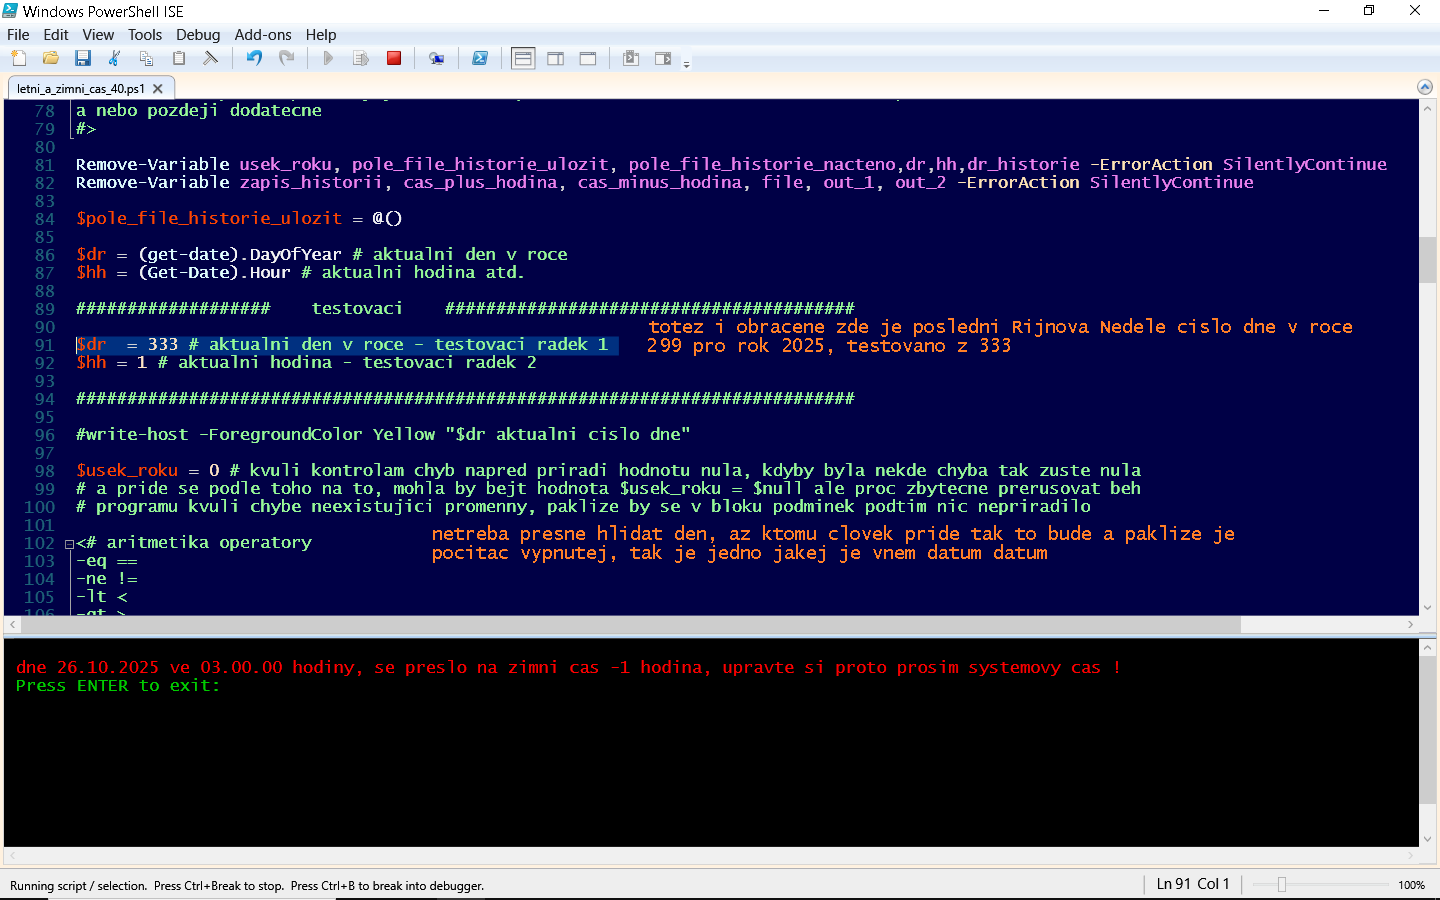 Windows PowerShell ISE
File Edit View Tools Debug Add-ons Help
letni_a_zimni_cas_40.ps1
78 a nebo pozdeji dodatecne
79 #>
80
81 Remove-Variable usek_roku, pole_file_historie_ulozit, pole_file_historie_nacteno,dr,hh,dr_historie -ErrorAction SilentlyContinue
82 Remove-Variable zapis_historii, cas_plus_hodina, cas_minus_hodina, file, out_1, out_2 -ErrorAction SilentlyContinue
83
84 $pole_file_historie_ulozit = @()
85
86 $dr = (get-date).DayOfYear # aktualni den v roce
87 $hh = (Get-Date).Hour # aktualni hodina atd.
88
89 ################### testovaci ########################################
90 totez i obracene zde je posledni Rijnova Nedele cislo dne v roce
91 $dr = 333 # aktualni den v roce - testovaci radek 1 299 pro rok 2025, testovano z 333
92 $hh = 1 # aktualni hodina - testovaci radek 2
93
94 ############################################################################
95
96 #write-host -ForegroundColor Yellow "$dr aktualni cislo dne"
97
98 $usek_roku = 0 # kvuli kontrolam chyb napred priradi hodnotu nula, kdyby byla nekde chyba tak zuste nula
99 # a pride se podle toho na to, mohla by bejt hodnota $usek_roku = $null ale proc zbytecne prerusovat beh
100 # programu kvuli chybe neexistujici promenny, paklize by se v bloku podminek podtim nic nepriradilo
101
102 <# aritmetika operatory netreba presne hlidat den, az ktomu clovek pride tak to bude a paklize je
103 -eq == pocitac vypnutej, tak je jedno jakej je vnem datum datum
104 -ne !=
105 -lt <
106 -gt >
dne 26.10.2025 ve 03.00.00 hodiny, se preslo na zimni cas -1 hodina, upravte si proto prosim systemovy cas !
Press ENTER to exit:
Running script / selection. Press Ctrl+Break to stop. Press Ctrl+B to break into debugger. Ln 91 Col 1 100%